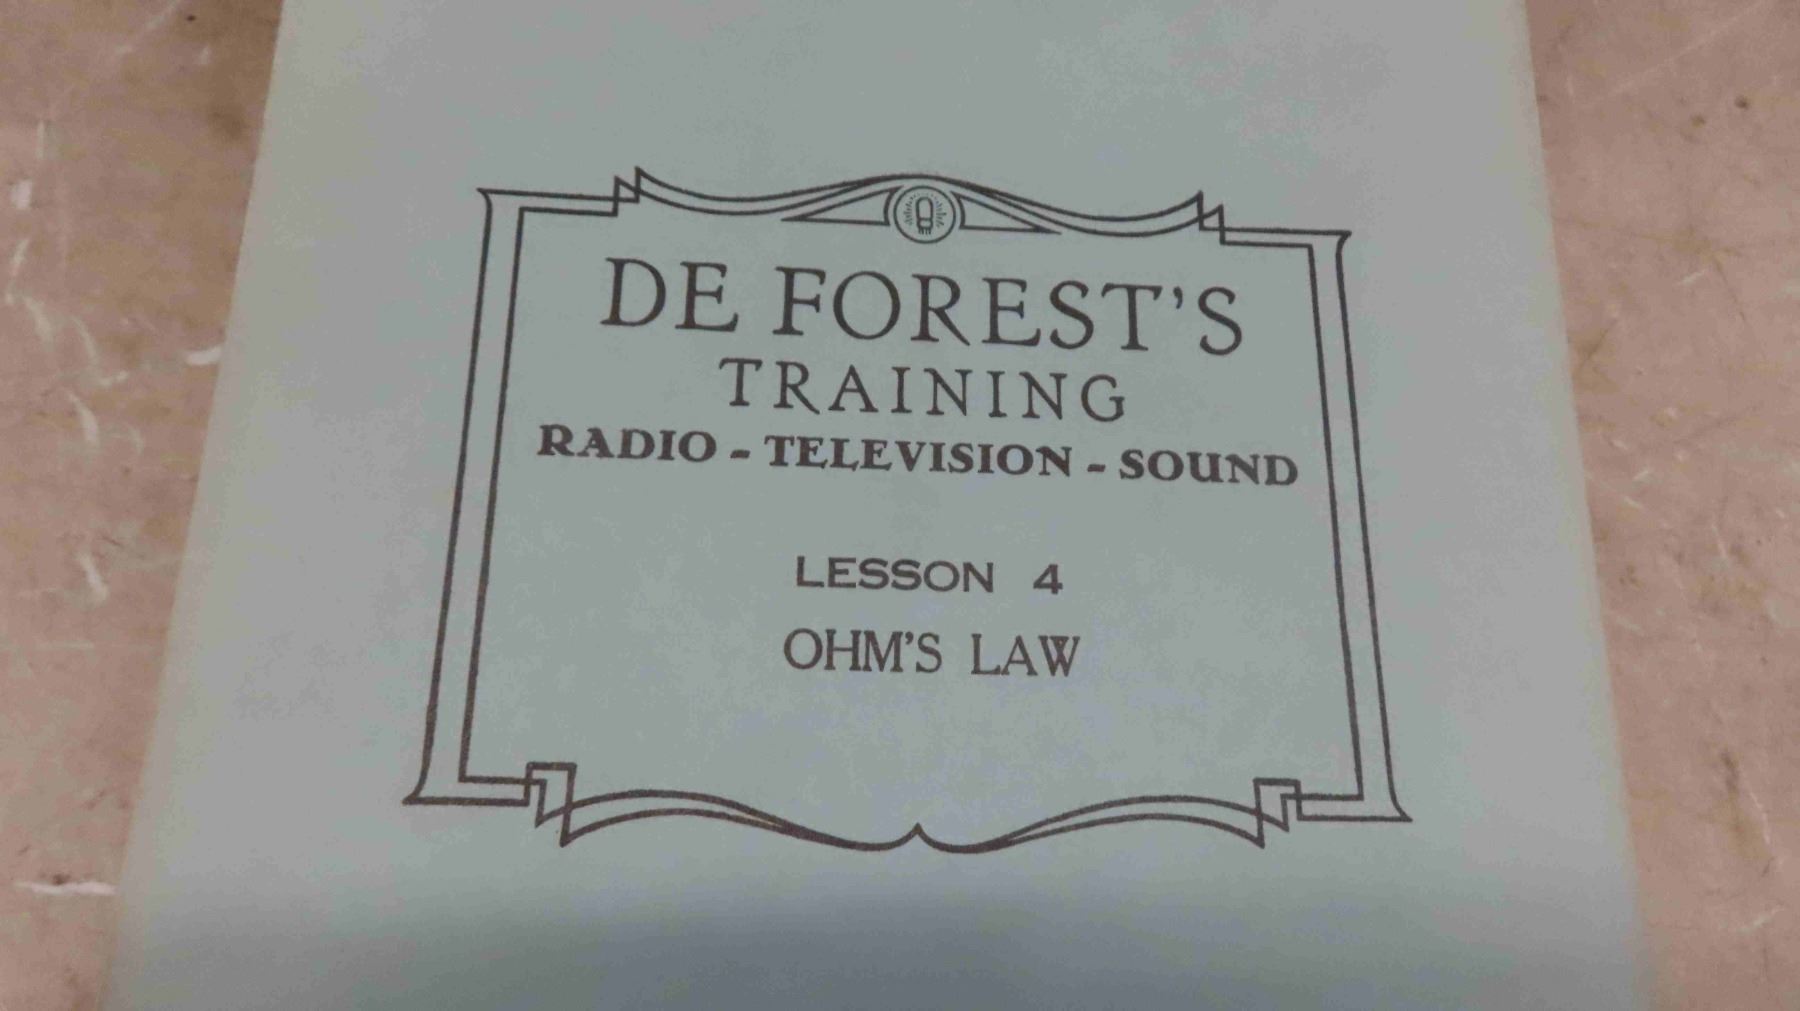 DE FOREST'S
TRAINING
RADIO - TELEVISION - SOUND
LESSON 4
OHM'S LAW